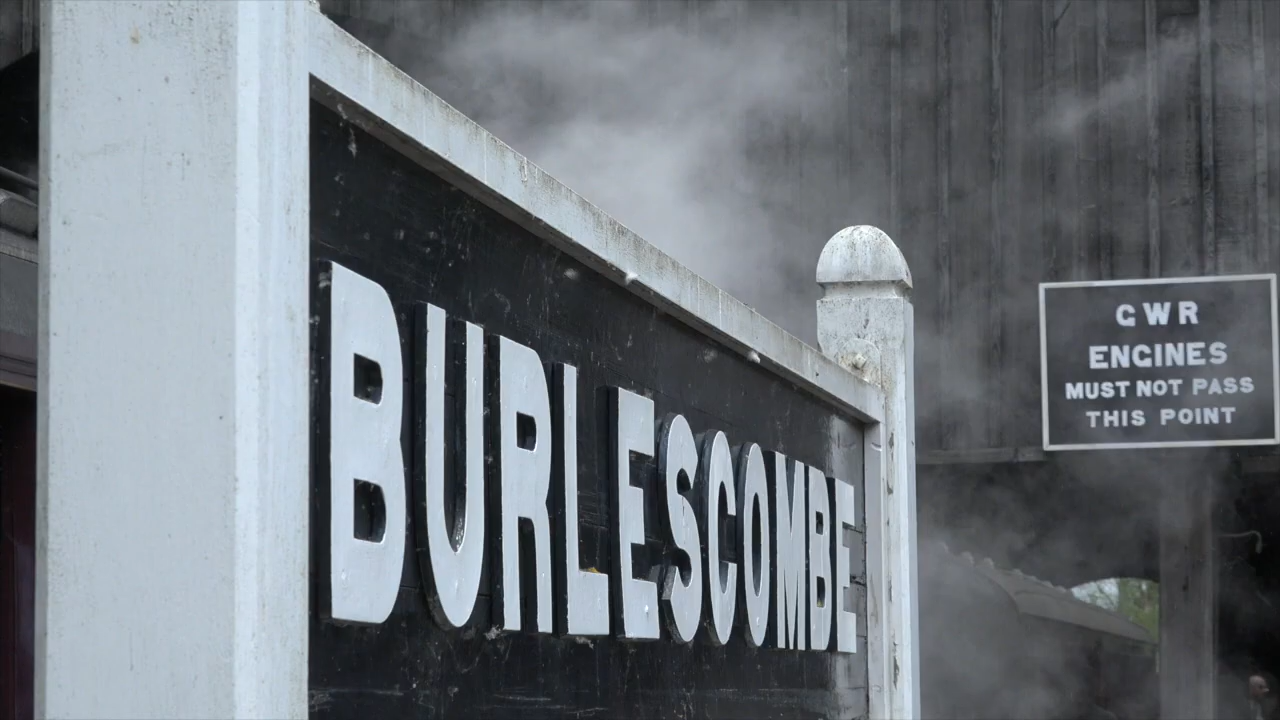 BURLESCOMBE
GWR
ENGINES
MUST NOT PASS
THIS POINT